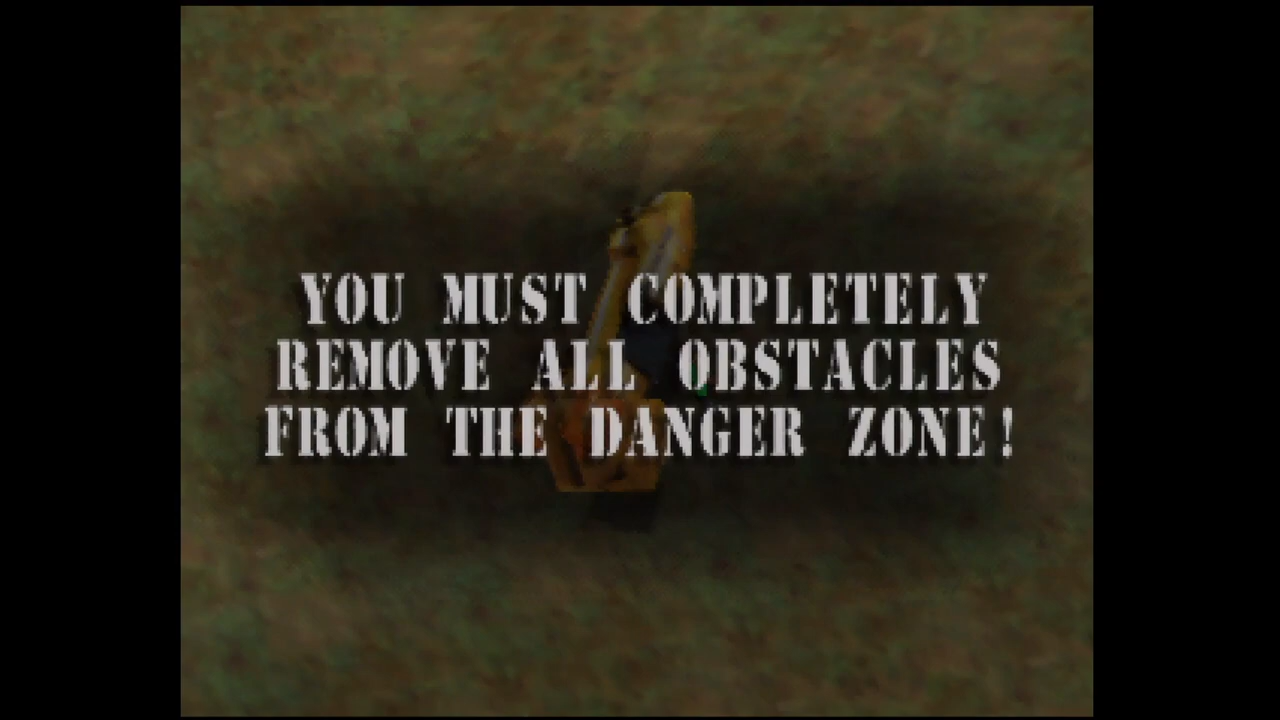 YOU MUST COMPLETELY
REMOVE ALL OBSTACLES
FROM THE DANGER ZONE!